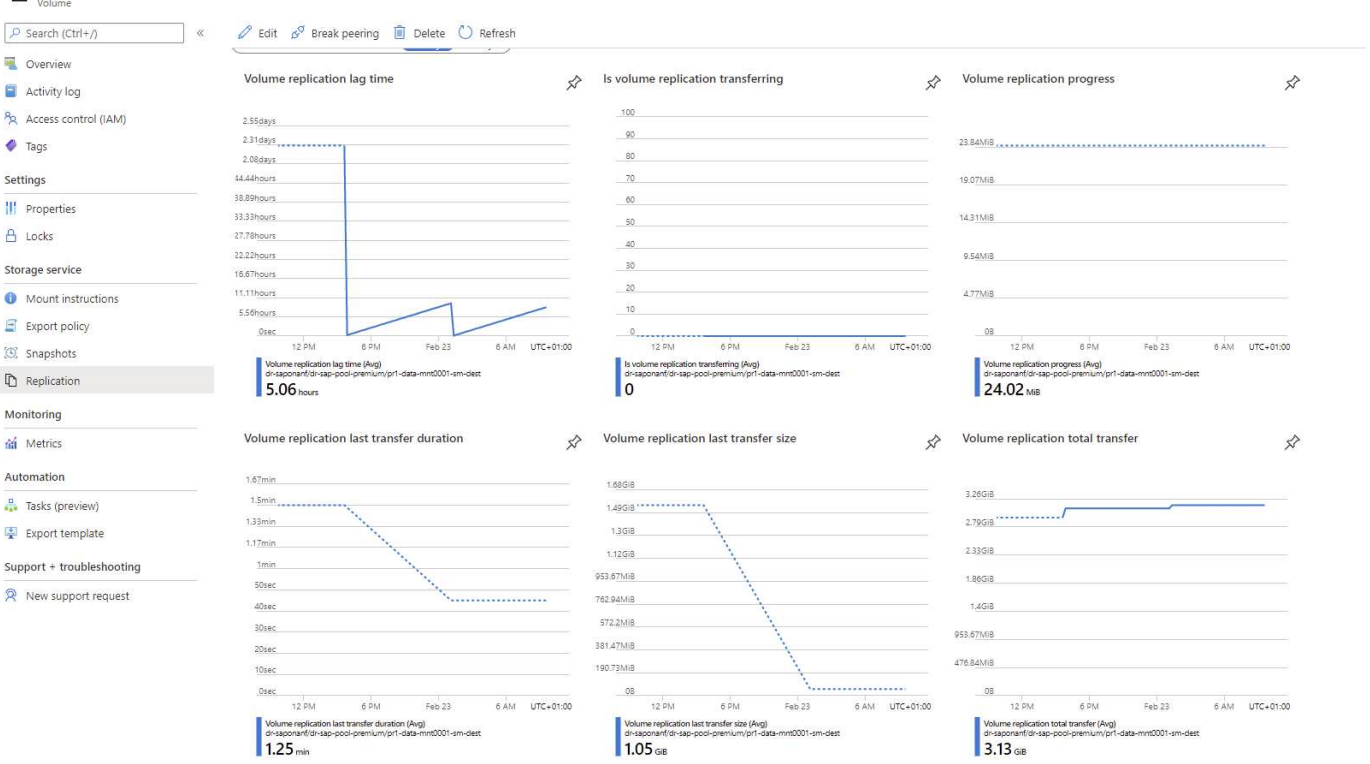 Volume
Search (Ctrl+/)
«
Overview
Activity log
Access control (IAM)
Tags
Settings
Properties
Locks
Storage service
Mount instructions
Export policy
Snapshots
Replication
Monitoring
Metrics
Automation
Tasks (preview)
Export template
Support + troubleshooting
New support request
Edit
Break peering
Delete
Refresh
Volume replication lag time
2.55days
2.31days
2.08days
44.44hours
38.89hours
33.33hours
27.78hours
22.22hours
16.67hours
11.11hours
5.56hours
0sec
12 PM 6 PM Feb 23 6 AM UTC+01:00
Volume replication lag time (Avg)
dr-saponanf/dr-sap-pool-premium/pr1-data-mnt0001-sm-dest
5.06 hours
Is volume replication transferring
100
90
80
70
60
50
40
30
20
10
0
12 PM 6 PM Feb 23 6 AM UTC+01:00
Is volume replication transferring (Avg)
dr-saponanf/dr-sap-pool-premium/pr1-data-mnt0001-sm-dest
0
Volume replication progress
23.84MiB
19.07MiB
14.31MiB
9.54MiB
4.77MiB
0B
12 PM 6 PM Feb 23 6 AM UTC+01:00
Volume replication progress (Avg)
dr-saponanf/dr-sap-pool-premium/pr1-data-mnt0001-sm-dest
24.02 MiB
Volume replication last transfer duration
1.67min
1.5min
1.33min
1.17min
1min
50sec
40sec
30sec
20sec
10sec
0sec
12 PM 6 PM Feb 23 6 AM UTC+01:00
Volume replication last transfer duration (Avg)
dr-saponanf/dr-sap-pool-premium/pr1-data-mnt0001-sm-dest
1.25 min
Volume replication last transfer size
1.68GiB
1.49GiB
1.3GiB
1.12GiB
953.67MiB
762.94MiB
572.2MiB
381.47MiB
190.73MiB
0B
12 PM 6 PM Feb 23 6 AM UTC+01:00
Volume replication last transfer size (Avg)
dr-saponanf/dr-sap-pool-premium/pr1-data-mnt0001-sm-dest
1.05 GiB
Volume replication total transfer
3.26GiB
2.79GiB
2.33GiB
1.86GiB
1.4GiB
953.67MiB
476.84MiB
0B
12 PM 6 PM Feb 23 6 AM UTC+01:00
Volume replication total transfer (Avg)
dr-saponanf/dr-sap-pool-premium/pr1-data-mnt0001-sm-dest
3.13 GiB